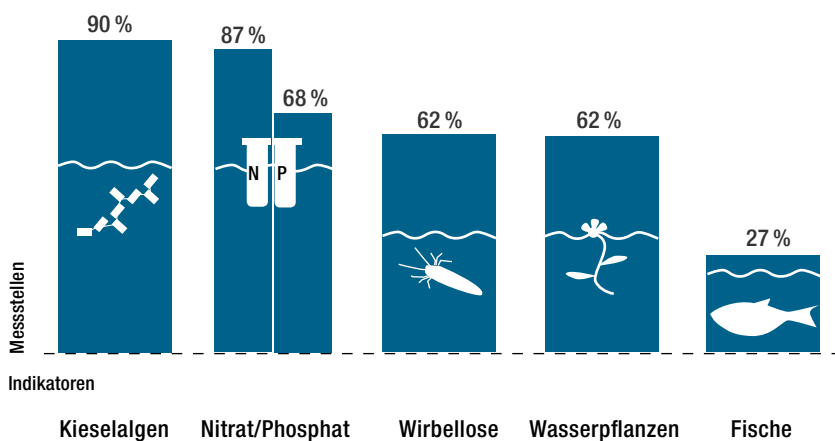 90 %
87 %
68 %
62 %
62 %
27 %
N P
Messstellen
Indikatoren
Kieselalgen Nitrat/Phosphat Wirbellose Wasserpflanzen Fische